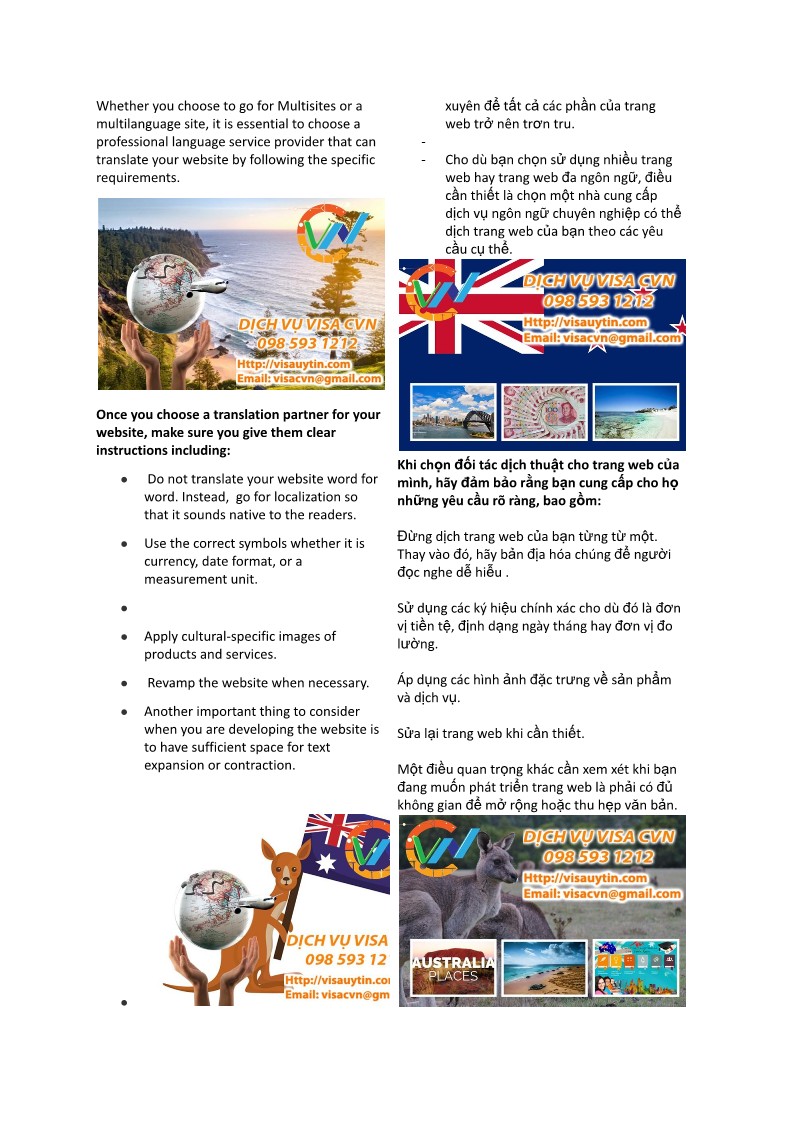 Whether you choose to go for Multisites or a
multilanguage site, it is essential to choose a
professional language service provider that can
translate your website by following the specific
requirements.
CVN
DỊCH VỤ VISA CVN
098 593 1212
Http://visauytin.com
Email: visacvn@gmail.com
Once you choose a translation partner for your
website, make sure you give them clear
instructions including:
● Do not translate your website word for
word. Instead, go for localization so
that it sounds native to the readers.
● Use the correct symbols whether it is
currency, date format, or a
measurement unit.
●
● Apply cultural-specific images of
products and services.
● Revamp the website when necessary.
● Another important thing to consider
when you are developing the website is
to have sufficient space for text
expansion or contraction.
DỊCH VỤ VISA
098 593 12
Http://visauytin.co
Email: visacvn@gm
●
xuyên để tất cả các phần của trang
web trở nên trơn tru.
-
- Cho dù bạn chọn sử dụng nhiều trang
web hay trang web đa ngôn ngữ, điều
cần thiết là chọn một nhà cung cấp
dịch vụ ngôn ngữ chuyên nghiệp có thể
dịch trang web của bạn theo các yêu
cầu cụ thể.
CVN
DỊCH VỤ VISA CVN
098 593 1212
Http://visauytin.com
Email: visacvn@gmail.com
100
Khi chọn đối tác dịch thuật cho trang web của
mình, hãy đảm bảo rằng bạn cung cấp cho họ
những yêu cầu rõ ràng, bao gồm:
Đừng dịch trang web của bạn từng từ một.
Thay vào đó, hãy bản địa hóa chúng để người
đọc nghe dễ hiễu .
Sử dụng các ký hiệu chính xác cho dù đó là đơn
vị tiền tệ, định dạng ngày tháng hay đơn vị đo
lường.
Áp dụng các hình ảnh đặc trưng về sản phẩm
và dịch vụ.
Sửa lại trang web khi cần thiết.
Một điều quan trọng khác cần xem xét khi bạn
đang muốn phát triển trang web là phải có đủ
không gian để mở rộng hoặc thu hẹp văn bản.
CVN
DỊCH VỤ VISA CVN
098 593 1212
Http://visauytin.com
Email: visacvn@gmail.com
AUSTRALIA
PLACES